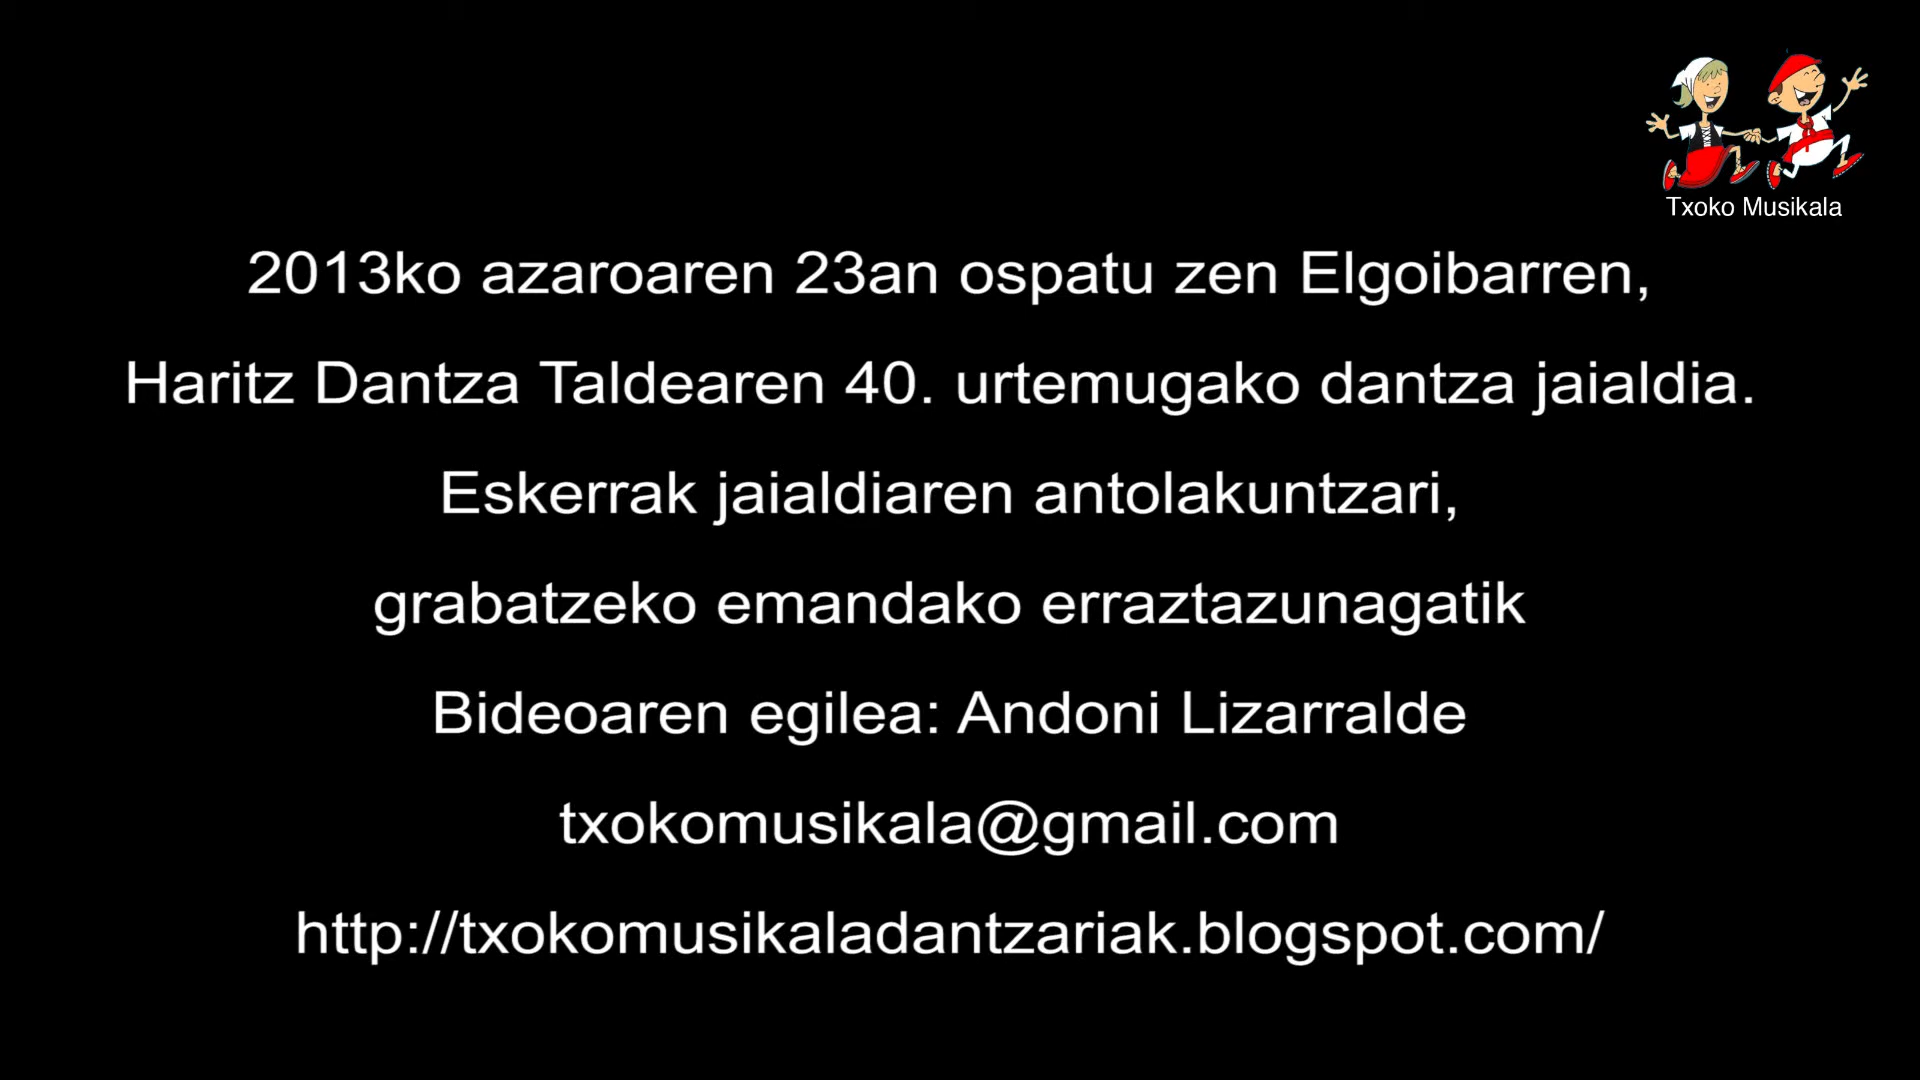 Txoko Musikala
2013ko azaroaren 23an ospatu zen Elgoibarren,
Haritz Dantza Taldearen 40. urtemugako dantza jaialdia.
Eskerrak jaialdiaren antolakuntzari,
grabatzeko emandako erraztazunagatik
Bideoaren egilea: Andoni Lizarralde
txokomusikala@gmail.com
http://txokomusikaladantzariak.blogspot.com/